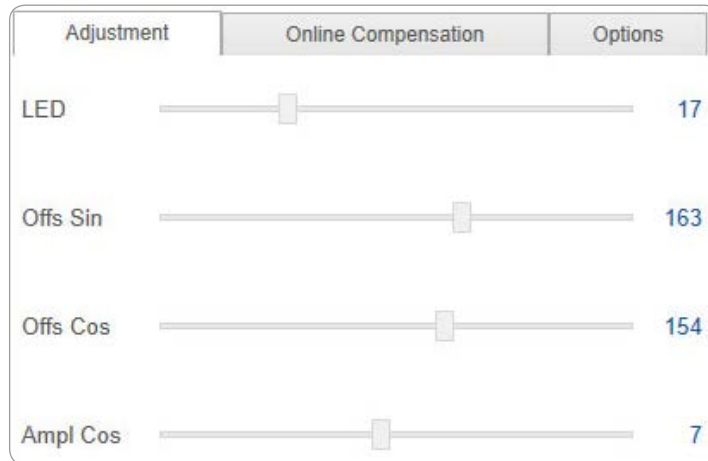 Adjustment Online Compensation Options
LED 17
Offs Sin 163
Offs Cos 154
Ampl Cos 7